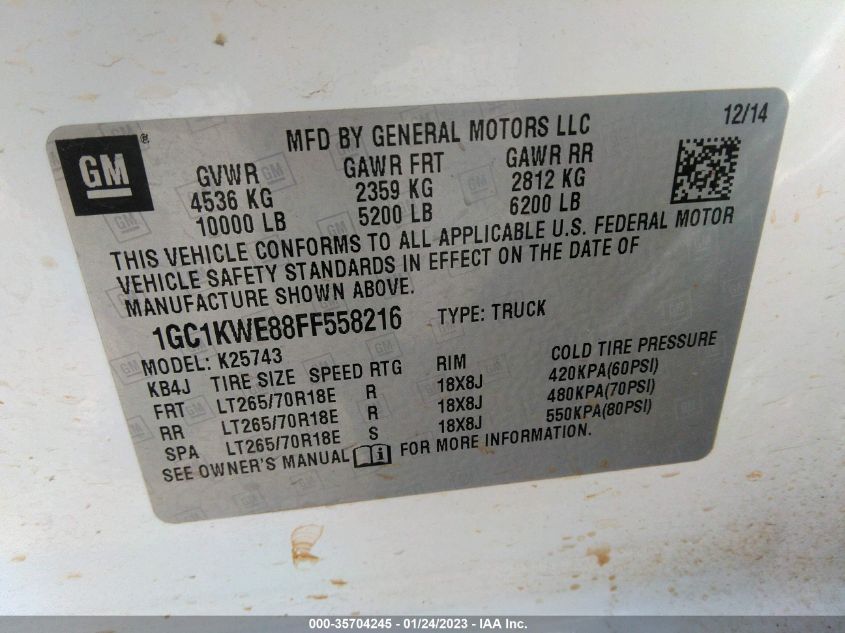 12/14
GM ®
MFD BY GENERAL MOTORS LLC
GVWR GAWR FRT GAWR RR
4536 KG 2359 KG 2812 KG
10000 LB 5200 LB 6200 LB
THIS VEHICLE CONFORMS TO ALL APPLICABLE U.S. FEDERAL MOTOR
VEHICLE SAFETY STANDARDS IN EFFECT ON THE DATE OF
MANUFACTURE SHOWN ABOVE.
1GC1KWE88FF558216 TYPE: TRUCK
MODEL: K25743
KB4J TIRE SIZE SPEED RTG RIM COLD TIRE PRESSURE
FRT LT265/70R18E R 18X8J 420KPA(60PSI)
RR LT265/70R18E R 18X8J 480KPA(70PSI)
SPA LT265/70R18E S 18X8J 550KPA(80PSI)
SEE OWNER'S MANUAL i FOR MORE INFORMATION.
000-35704245 - 01/24/2023 - IAA Inc.